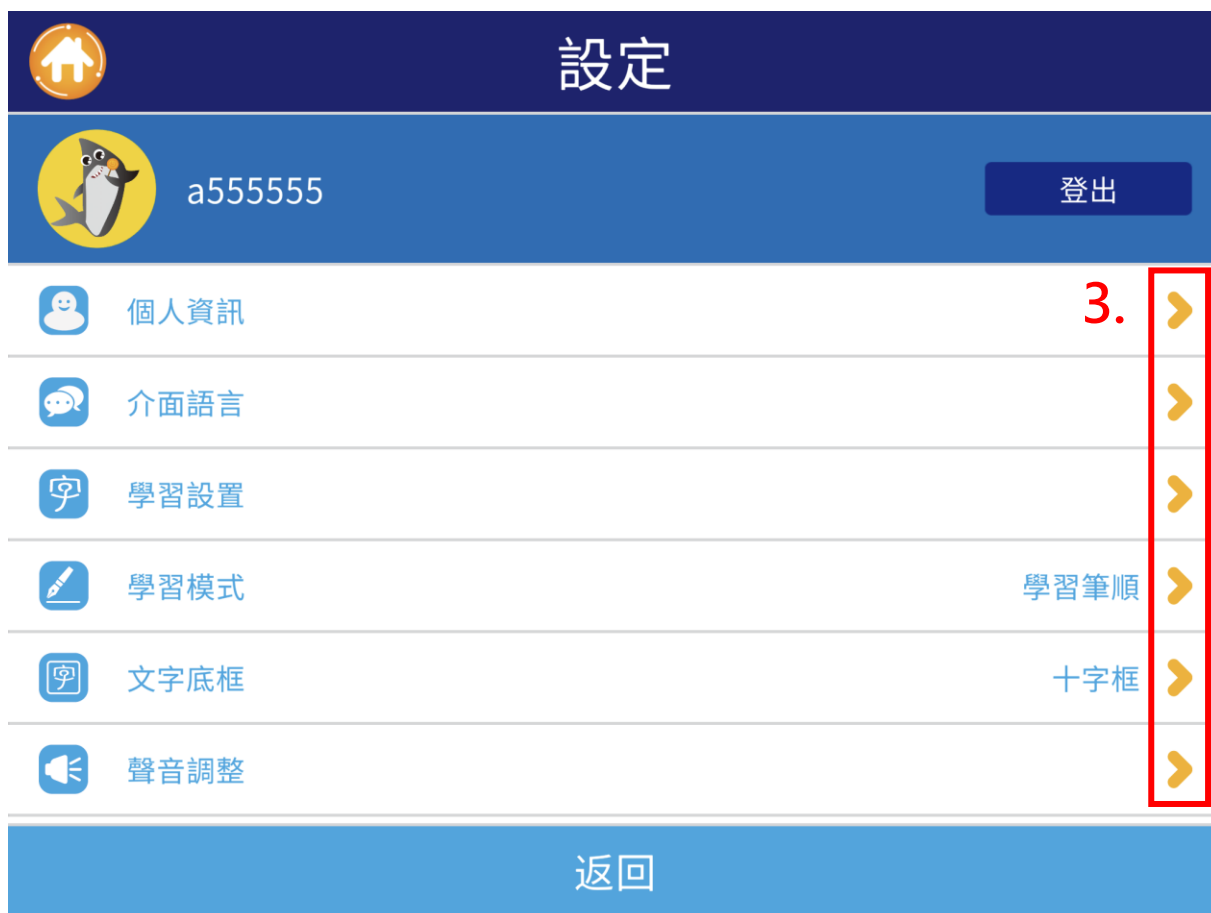 設定
a555555
登出
個人資訊
3.
介面語言
學習設置
學習模式
學習筆順
文字底框
十字框
聲音調整
返回